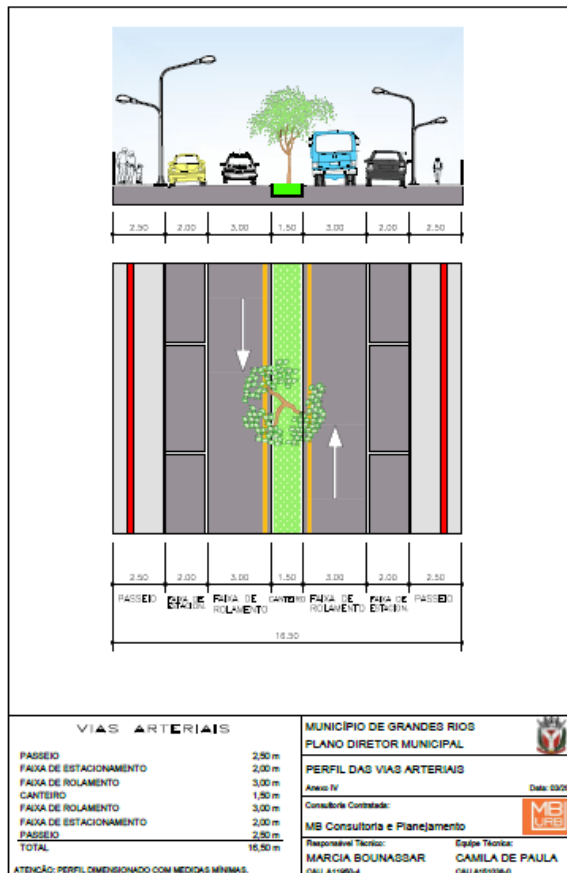 2.50 2.00 3.00 1.50 3.00 2.00 2.50
2.50 2.00 3.00 1.50 3.00 2.00 2.50
PASSEIO FAIXA DE ESTACION. FAIXA DE ROLAMENTO CANTEIRO FAIXA DE ROLAMENTO FAIXA DE ESTACION. PASSEIO
16.50
VIAS ARTERIAIS
PASSEIO 2,50 m
FAIXA DE ESTACIONAMENTO 2,00 m
FAIXA DE ROLAMENTO 3,00 m
CANTEIRO 1,50 m
FAIXA DE ROLAMENTO 3,00 m
FAIXA DE ESTACIONAMENTO 2,00 m
PASSEIO 2,50 m
TOTAL 16,50 m
ATENÇÃO: PERFIL DIMENSIONADO COM MEDIDAS MÍNIMAS.
MUNICÍPIO DE GRANDES RIOS
PLANO DIRETOR MUNICIPAL
PERFIL DAS VIAS ARTERIAIS
Anexo IV Data: 03/20
Consultoria Contratada:
MB Consultoria e Planejamento
MB
URB
Responsável Técnico: Equipe Técnica:
MARCIA BOUNASSAR CAMILA DE PAULA
CAU
CAU